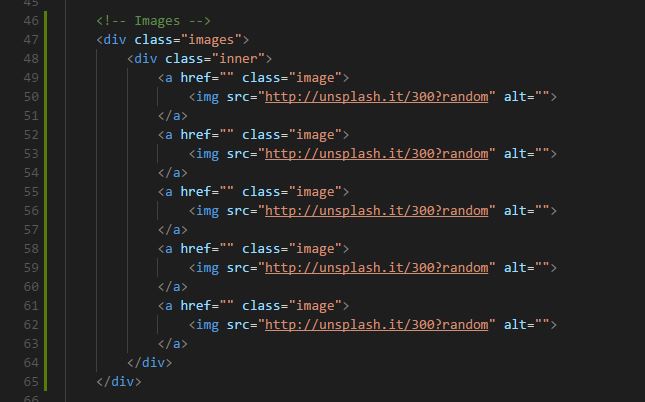 45
46 <!-- Images -->
47 <div class="images">
48 <div class="inner">
49 <a href="" class="image">
50 <img src="http://unsplash.it/300?random" alt="">
51 </a>
52 <a href="" class="image">
53 <img src="http://unsplash.it/300?random" alt="">
54 </a>
55 <a href="" class="image">
56 <img src="http://unsplash.it/300?random" alt="">
57 </a>
58 <a href="" class="image">
59 <img src="http://unsplash.it/300?random" alt="">
60 </a>
61 <a href="" class="image">
62 <img src="http://unsplash.it/300?random" alt="">
63 </a>
64 </div>
65 </div>
66